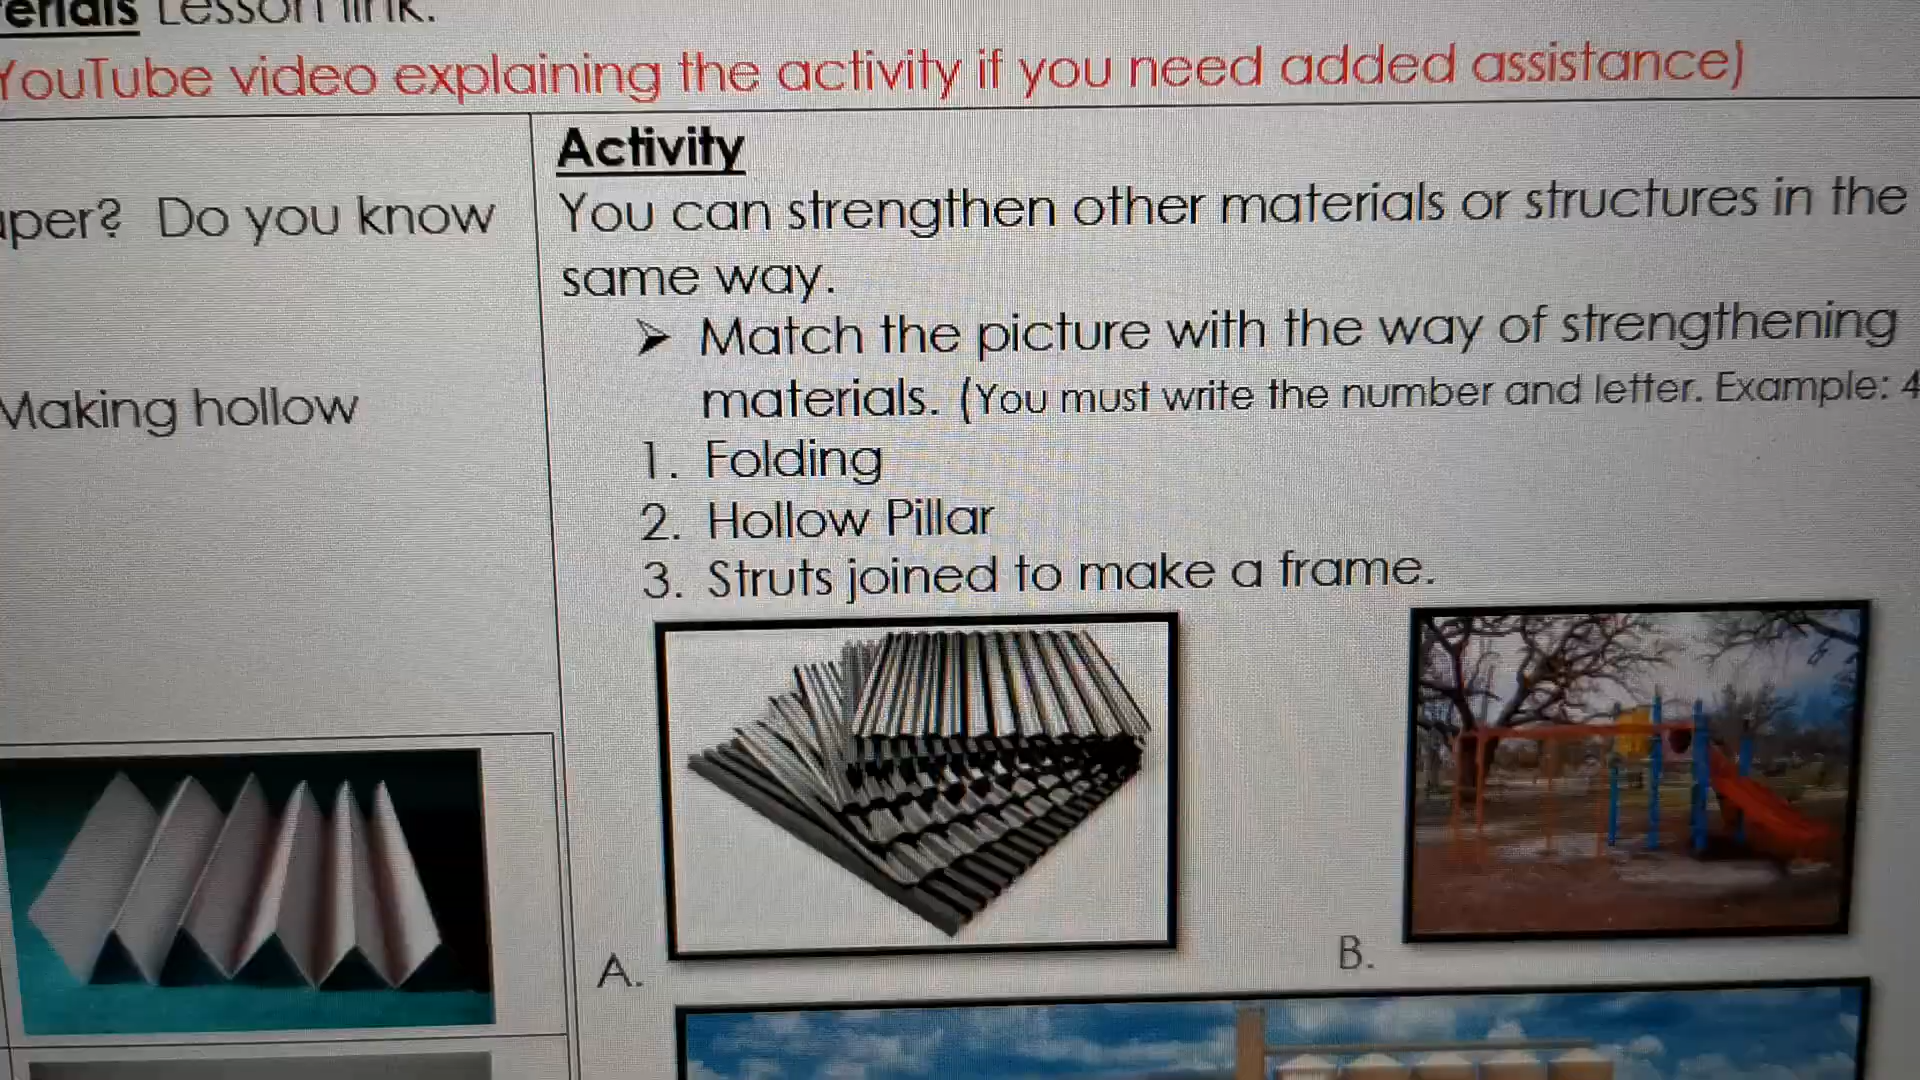 Lesson link.
YouTube video explaining the activity if you need added assistance)
Do you know
Making hollow
Activity
You can strengthen other materials or structures in the
same way.
➤ Match the picture with the way of strengthening
materials. (You must write the number and letter. Example: 4
1. Folding
2. Hollow Pillar
3. Struts joined to make a frame.
A.
B.